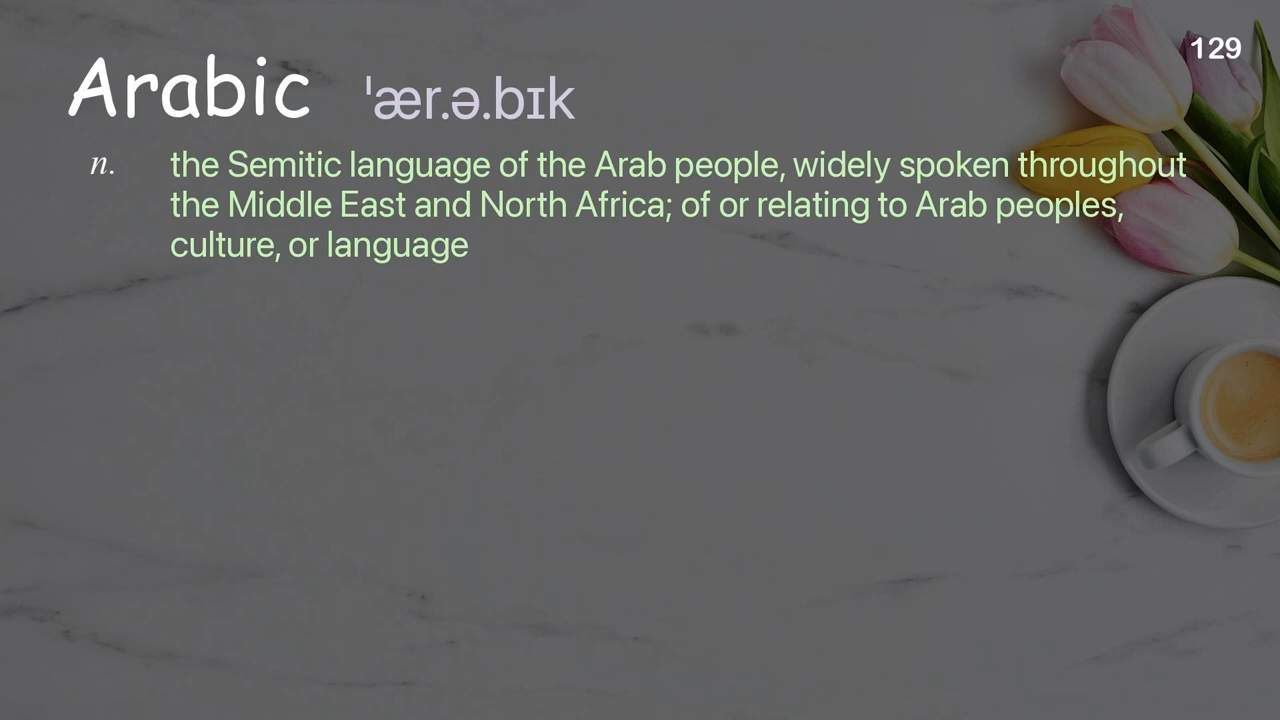 129
Arabic ˈær.ə.bɪk
n. the Semitic language of the Arab people, widely spoken throughout
the Middle East and North Africa; of or relating to Arab peoples,
culture, or language